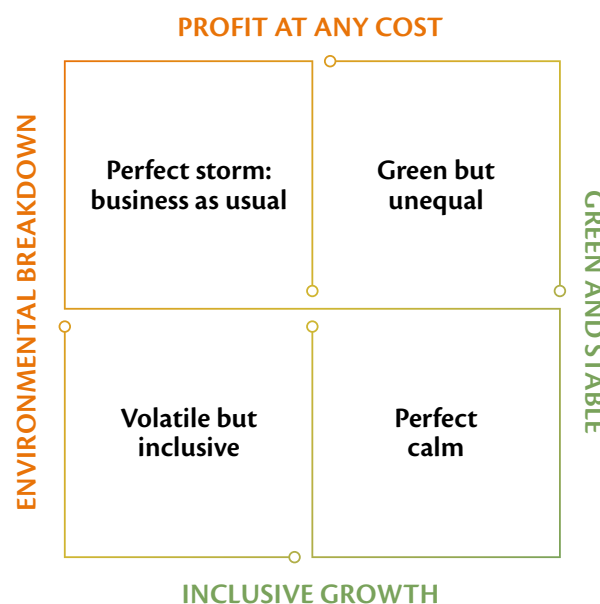 PROFIT AT ANY COST
ENVIRONMENTAL BREAKDOWN
Perfect storm:
business as usual
Green but
unequal
GREEN AND STABLE
Volatile but
inclusive
Perfect
calm
INCLUSIVE GROWTH